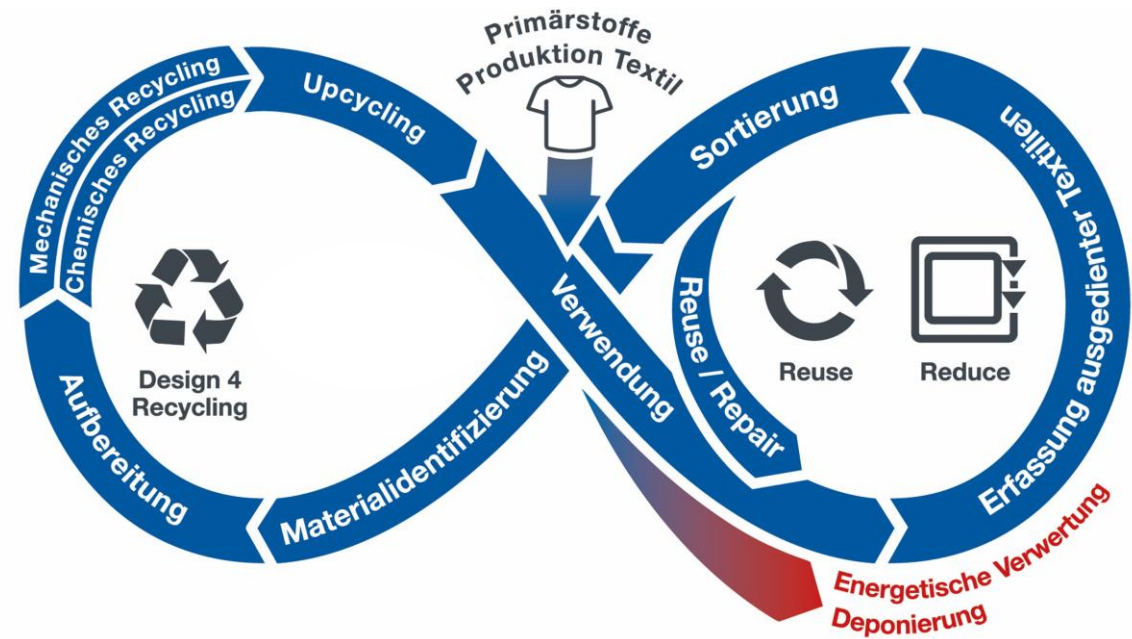 Primärstoffe
Produktion Textil
Mechanisches Recycling
Chemisches Recycling
Upcycling
Sortierung
Erfassung ausgedienter Textilien
Verwendung
Reuse / Repair
Reuse
Reduce
Design 4
Recycling
Aufbereitung
Materialidentifizierung
Energetische Verwertung
Deponierung